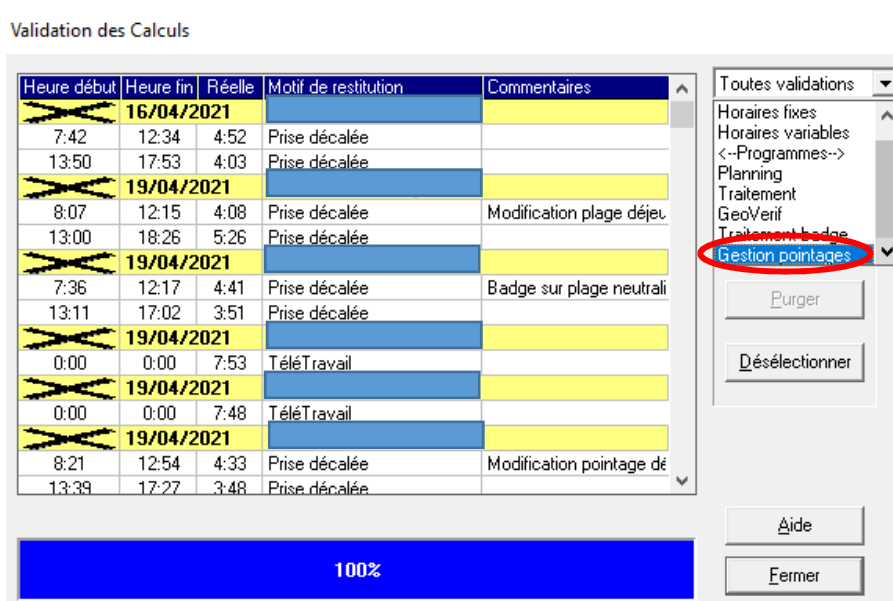 Validation des Calculs
Heure début Heure fin Réelle Motif de restitution Commentaires
16/04/2021
7:42 12:34 4:52 Prise décalée
13:50 17:53 4:03 Prise décalée
19/04/2021
8:07 12:15 4:08 Prise décalée Modification plage déjeu
13:00 18:26 5:26 Prise décalée
19/04/2021
7:36 12:17 4:41 Prise décalée Badge sur plage neutrali
13:11 17:02 3:51 Prise décalée
19/04/2021
0:00 0:00 7:53 TéléTravail
19/04/2021
0:00 0:00 7:48 TéléTravail
19/04/2021
8:21 12:54 4:33 Prise décalée Modification pointage dé
13:39 17:27 3:48 Prise décalée
100%
Toutes validations
Horaires fixes
Horaires variables
<--Programmes-->
Planning
Traitement
GeoVerif
Traitement badge
Gestion pointages
Purger
Désélectionner
Aide
Fermer